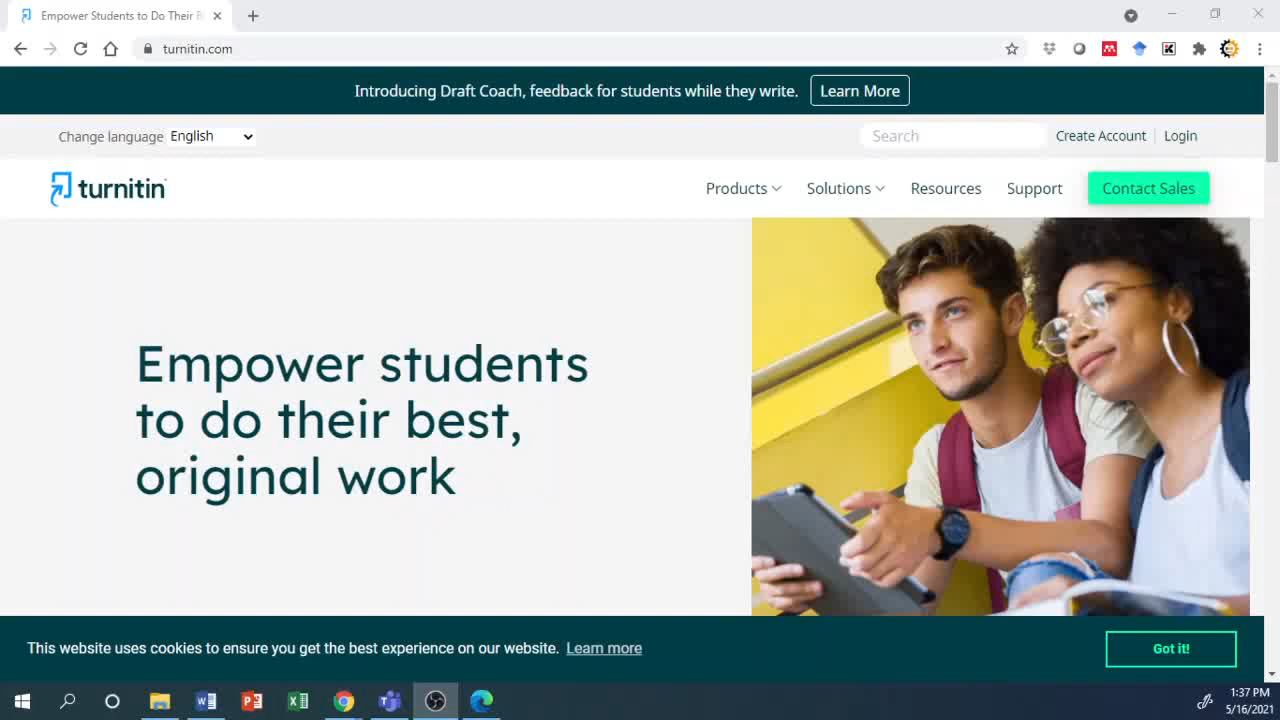 Empower Students to Do Their B
turnitin.com
Introducing Draft Coach, feedback for students while they write. Learn More
Change language English Search Create Account Login
turnitin Products Solutions Resources Support Contact Sales
Empower students
to do their best,
original work
This website uses cookies to ensure you get the best experience on our website. Learn more Got it!
1:37 PM
5/16/2021